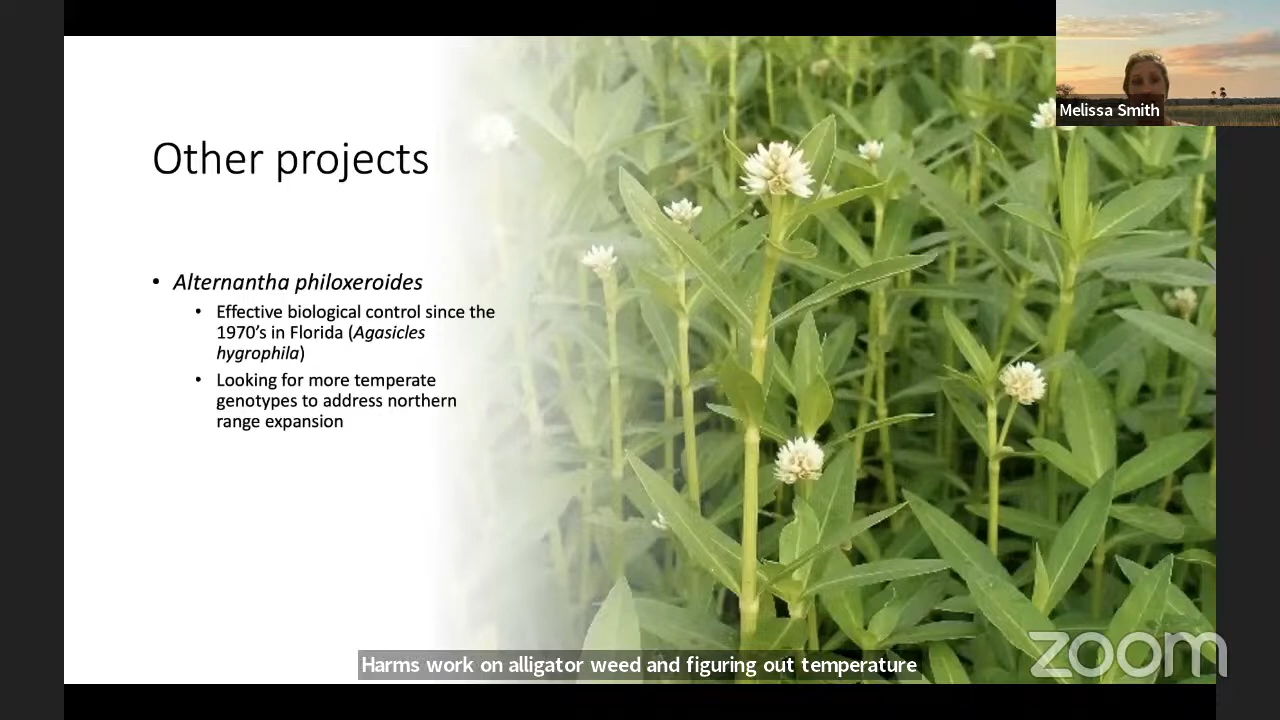 Melissa Smith
Other projects
• Alternantha philoxeroides
• Effective biological control since the
1970's in Florida (Agasicles
hygrophila)
• Looking for more temperate
genotypes to address northern
range expansion
Harms work on alligator weed and figuring out temperature
zoom